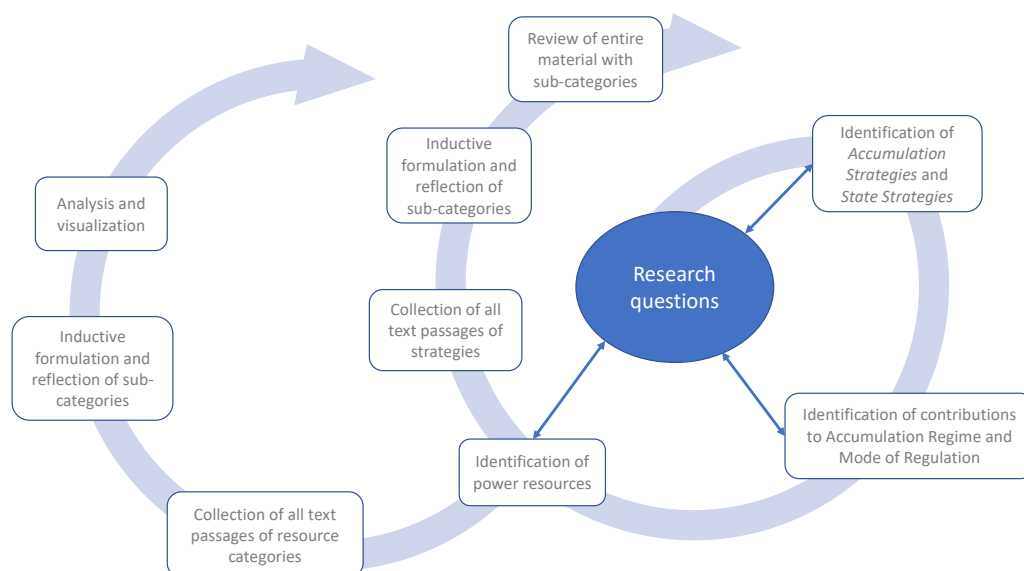 Review of entire
material with
sub-categories
Identification of
Accumulation
Strategies and
State Strategies
Inductive
formulation and
reflection of
sub-categories
Analysis and
visualization
Research
questions
Collection of all
text passages of
strategies
Inductive
formulation and
reflection of sub-
categories
Identification of contributions
to Accumulation Regime and
Mode of Regulation
Identification of
power resources
Collection of all text
passages of resource
categories